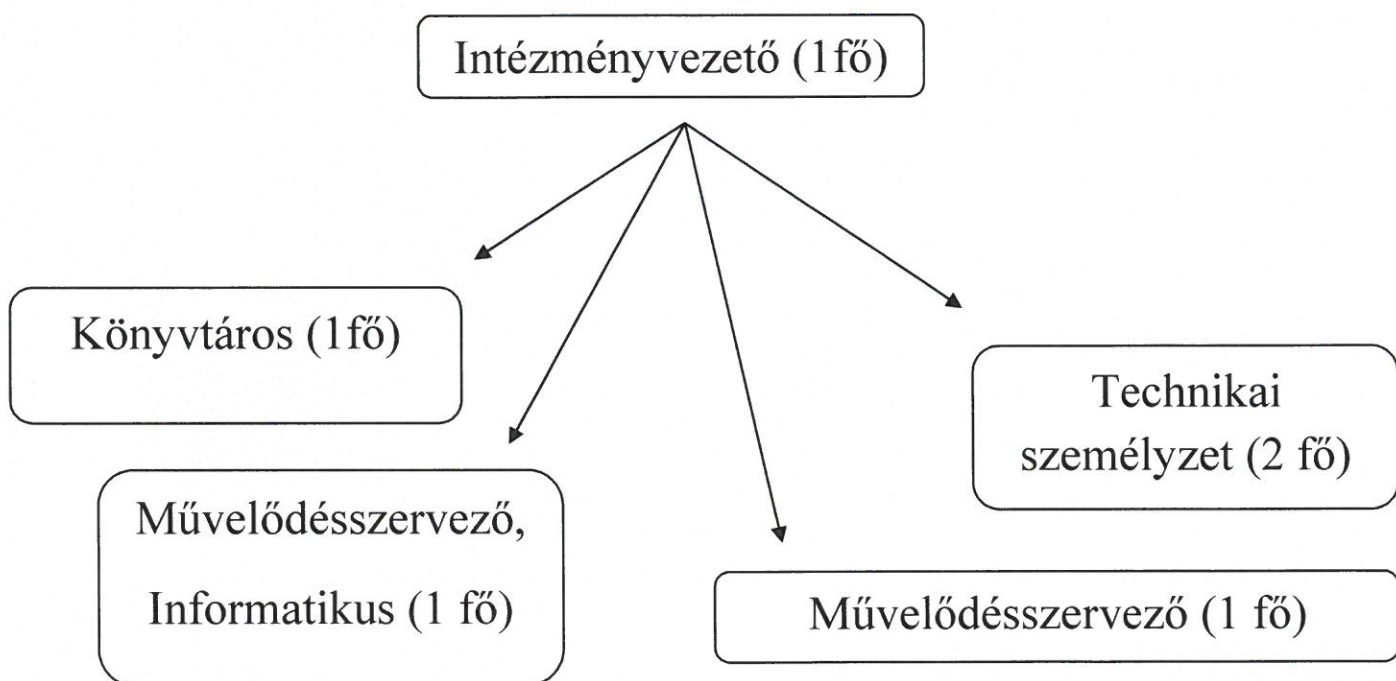 Intézményvezető (1fő)
Könyvtáros (1fő)
Technikai
személyzet (2 fő)
Művelődésszervező,
Informatikus (1 fő)
Művelődésszervező (1 fő)